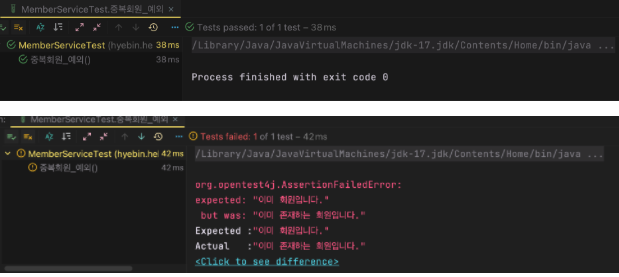 MemberServiceTest.중복회원_예외 ×
Tests passed: 1 of 1 test – 38 ms
MemberServiceTest (hyebin.he 38 ms
/Library/Java/JavaVirtualMachines/jdk-17.jdk/Contents/Home/bin/java ...
중복회원_예외() 38 ms
Process finished with exit code 0
MemberServiceTest.중복회원_예외 ×
Tests failed: 1 of 1 test – 42 ms
MemberServiceTest (hyebin.hel 42 ms
/Library/Java/JavaVirtualMachines/jdk-17.jdk/Contents/Home/bin/java ...
중복회원_예외() 42 ms
org.opentest4j.AssertionFailedError:
expected: "이미 회원입니다."
but was: "이미 존재하는 회원입니다."
Expected :"이미 회원입니다."
Actual :"이미 존재하는 회원입니다."
<Click to see difference>